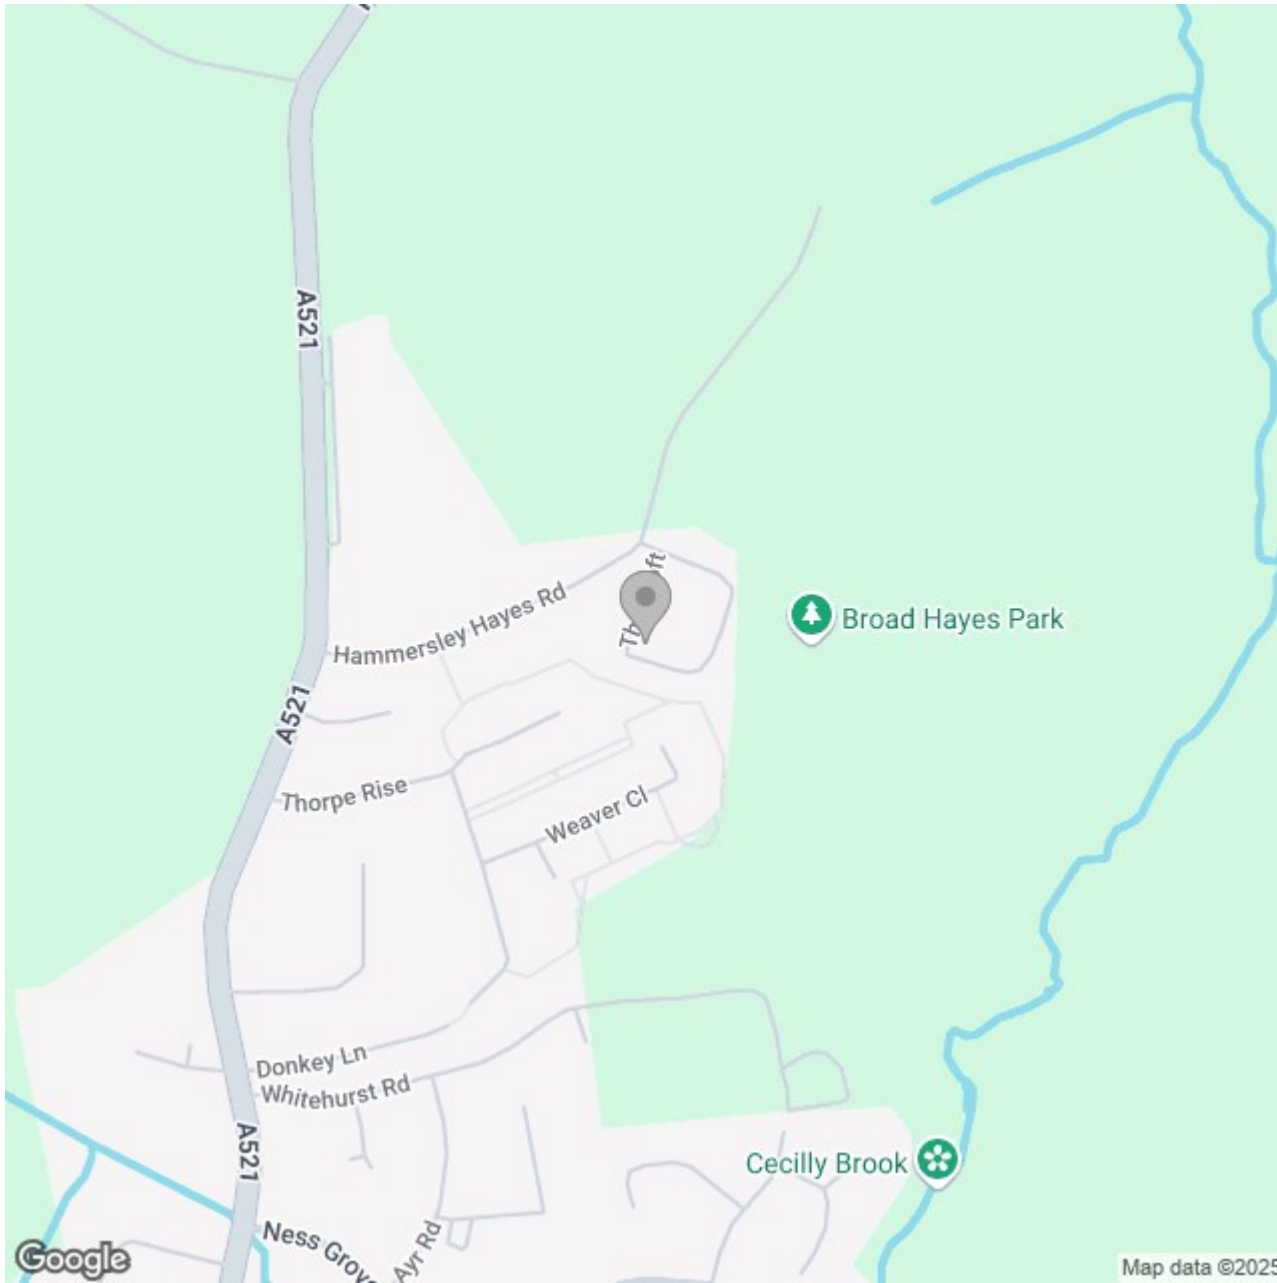 A521
Hammersley Hayes Rd
Broad Hayes Park
A521
Thorpe Rise
Weaver Cl
Donkey Ln
Whitehurst Rd
A521
Cecilly Brook
Ness Grove
Ayr Rd
Google
Map data ©2025